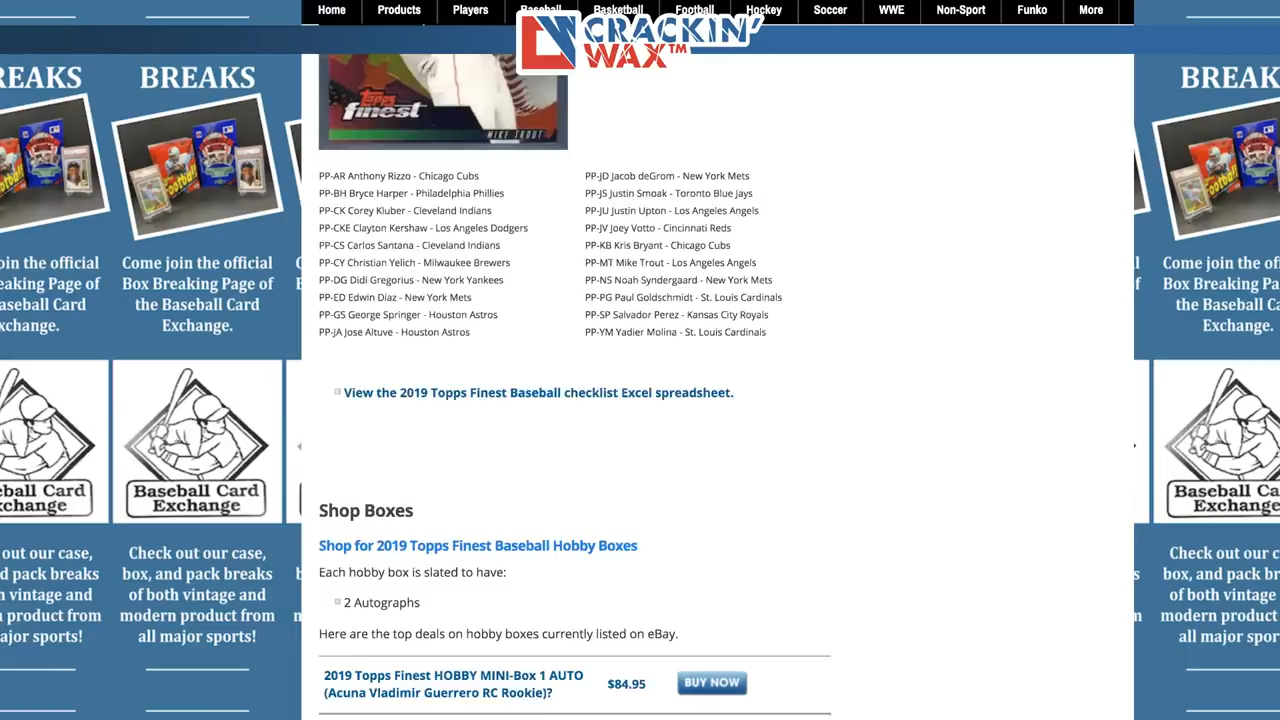 Home Products Players Baseball Basketball Football Hockey Soccer WWE Non-Sport Funko More
CRACKIN'
WAX™
Topps
finest
MIKE TROUT
PP-AR Anthony Rizzo - Chicago Cubs
PP-BH Bryce Harper - Philadelphia Phillies
PP-CK Corey Kluber - Cleveland Indians
PP-CKE Clayton Kershaw - Los Angeles Dodgers
PP-CS Carlos Santana - Cleveland Indians
PP-CY Christian Yelich - Milwaukee Brewers
PP-DG Didi Gregorius - New York Yankees
PP-ED Edwin Diaz - New York Mets
PP-GS George Springer - Houston Astros
PP-JA Jose Altuve - Houston Astros
PP-JD Jacob deGrom - New York Mets
PP-JS Justin Smoak - Toronto Blue Jays
PP-JU Justin Upton - Los Angeles Angels
PP-JV Joey Votto - Cincinnati Reds
PP-KB Kris Bryant - Chicago Cubs
PP-MT Mike Trout - Los Angeles Angels
PP-NS Noah Syndergaard - New York Mets
PP-PG Paul Goldschmidt - St. Louis Cardinals
PP-SP Salvador Perez - Kansas City Royals
PP-YM Yadier Molina - St. Louis Cardinals
View the 2019 Topps Finest Baseball checklist Excel spreadsheet.
Shop Boxes
Shop for 2019 Topps Finest Baseball Hobby Boxes
Each hobby box is slated to have:
2 Autographs
Here are the top deals on hobby boxes currently listed on eBay.
2019 Topps Finest HOBBY MINI-Box 1 AUTO
(Acuna Vladimir Guerrero RC Rookie)?
$84.95
BUY NOW
BREAKS
Come join the official
Box Breaking Page of
the Baseball Card
Exchange.
Baseball Card
Exchange
Check out our case,
box, and pack breaks
of both vintage and
modern product from
all major sports!